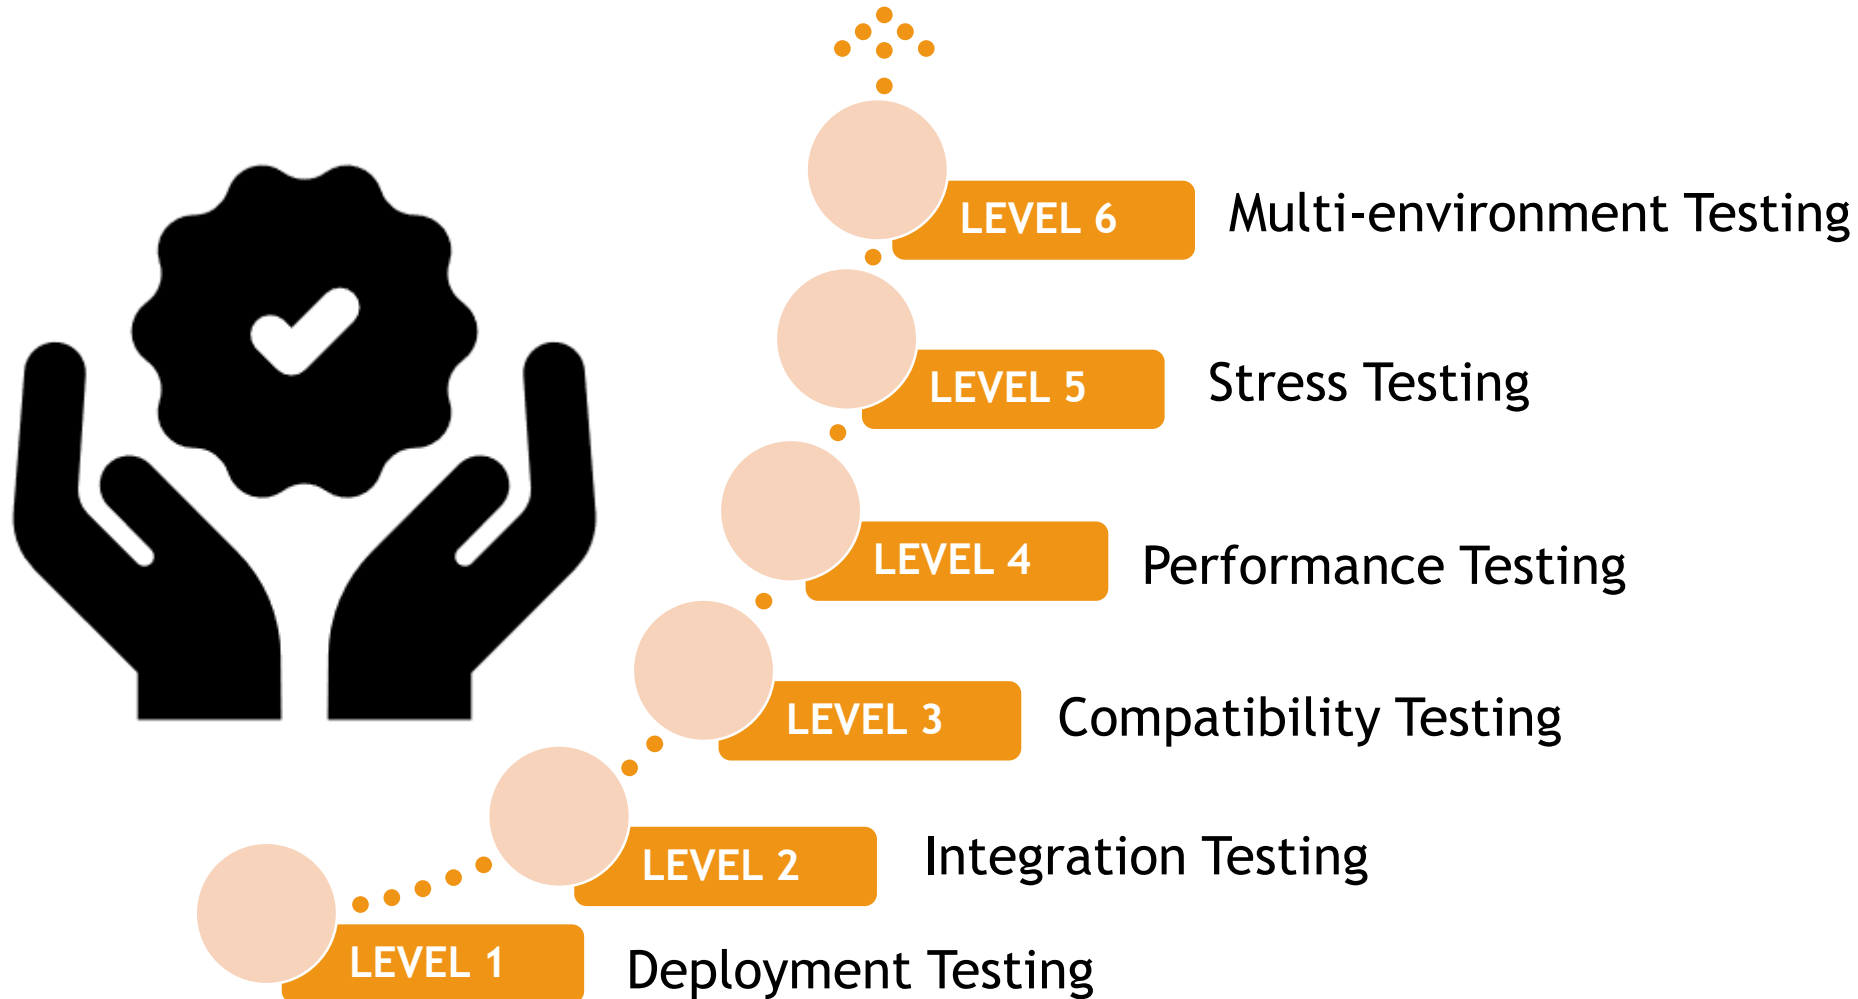 LEVEL 6 Multi-environment Testing
LEVEL 5 Stress Testing
LEVEL 4 Performance Testing
LEVEL 3 Compatibility Testing
LEVEL 2 Integration Testing
LEVEL 1 Deployment Testing